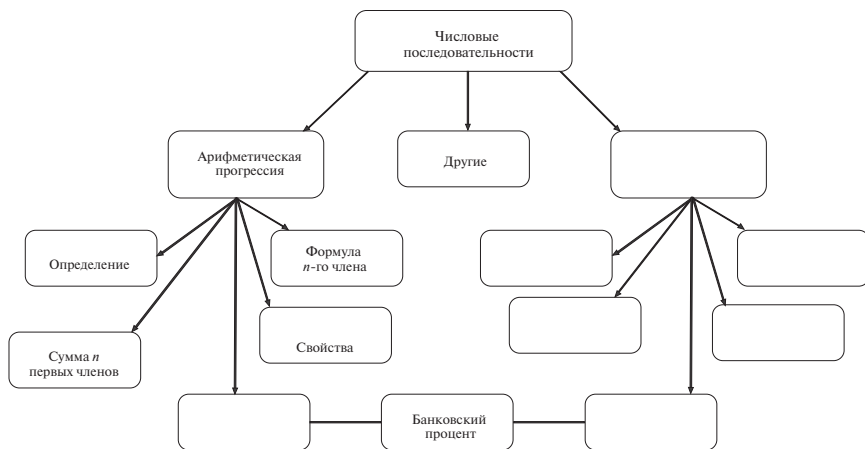 Числовые
последовательности
Арифметическая
прогрессия
Другие
Определение
Формула
n-го члена
Сумма n
первых членов
Свойства
Банковский
процент